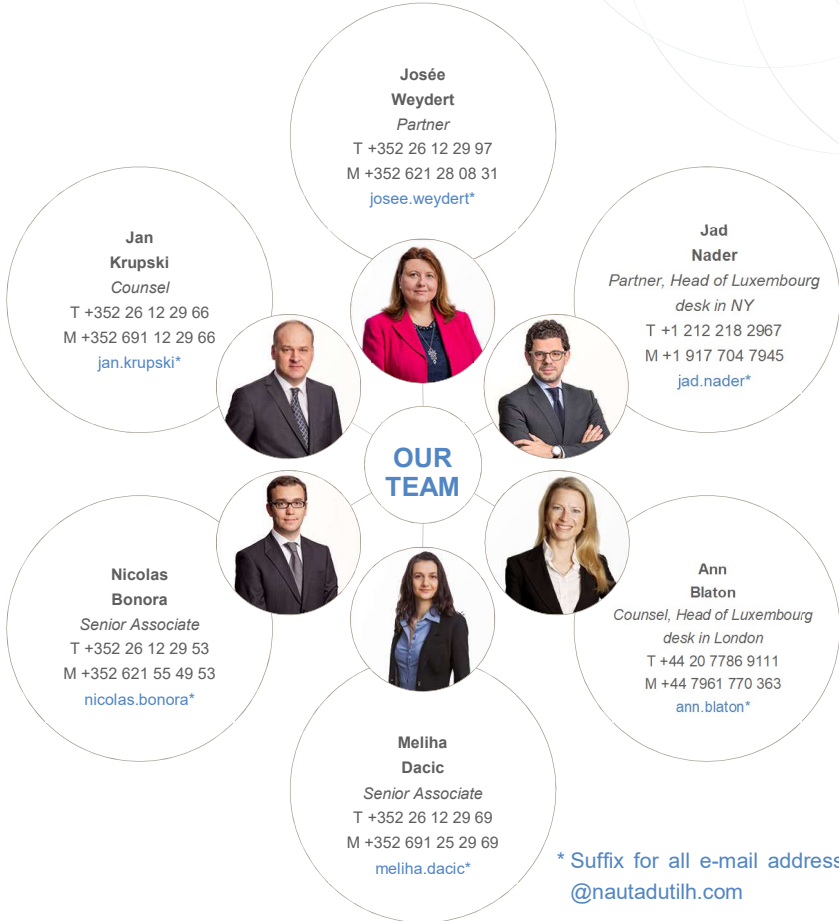 Josée
Weydert
Partner
T +352 26 12 29 97
M +352 621 28 08 31
josee.weydert*
Jan
Krupski
Counsel
T +352 26 12 29 66
M +352 691 12 29 66
jan.krupski*
Jad
Nader
Partner, Head of Luxembourg
desk in NY
T +1 212 218 2967
M +1 917 704 7945
jad.nader*
OUR
TEAM
Nicolas
Bonora
Senior Associate
T +352 26 12 29 53
M +352 621 55 49 53
nicolas.bonora*
Ann
Blaton
Counsel, Head of Luxembourg
desk in London
T +44 20 7786 9111
M +44 7961 770 363
ann.blaton*
Meliha
Dacic
Senior Associate
T +352 26 12 29 69
M +352 691 25 29 69
meliha.dacic*
* Suffix for all e-mail address
@nautadutilh.com